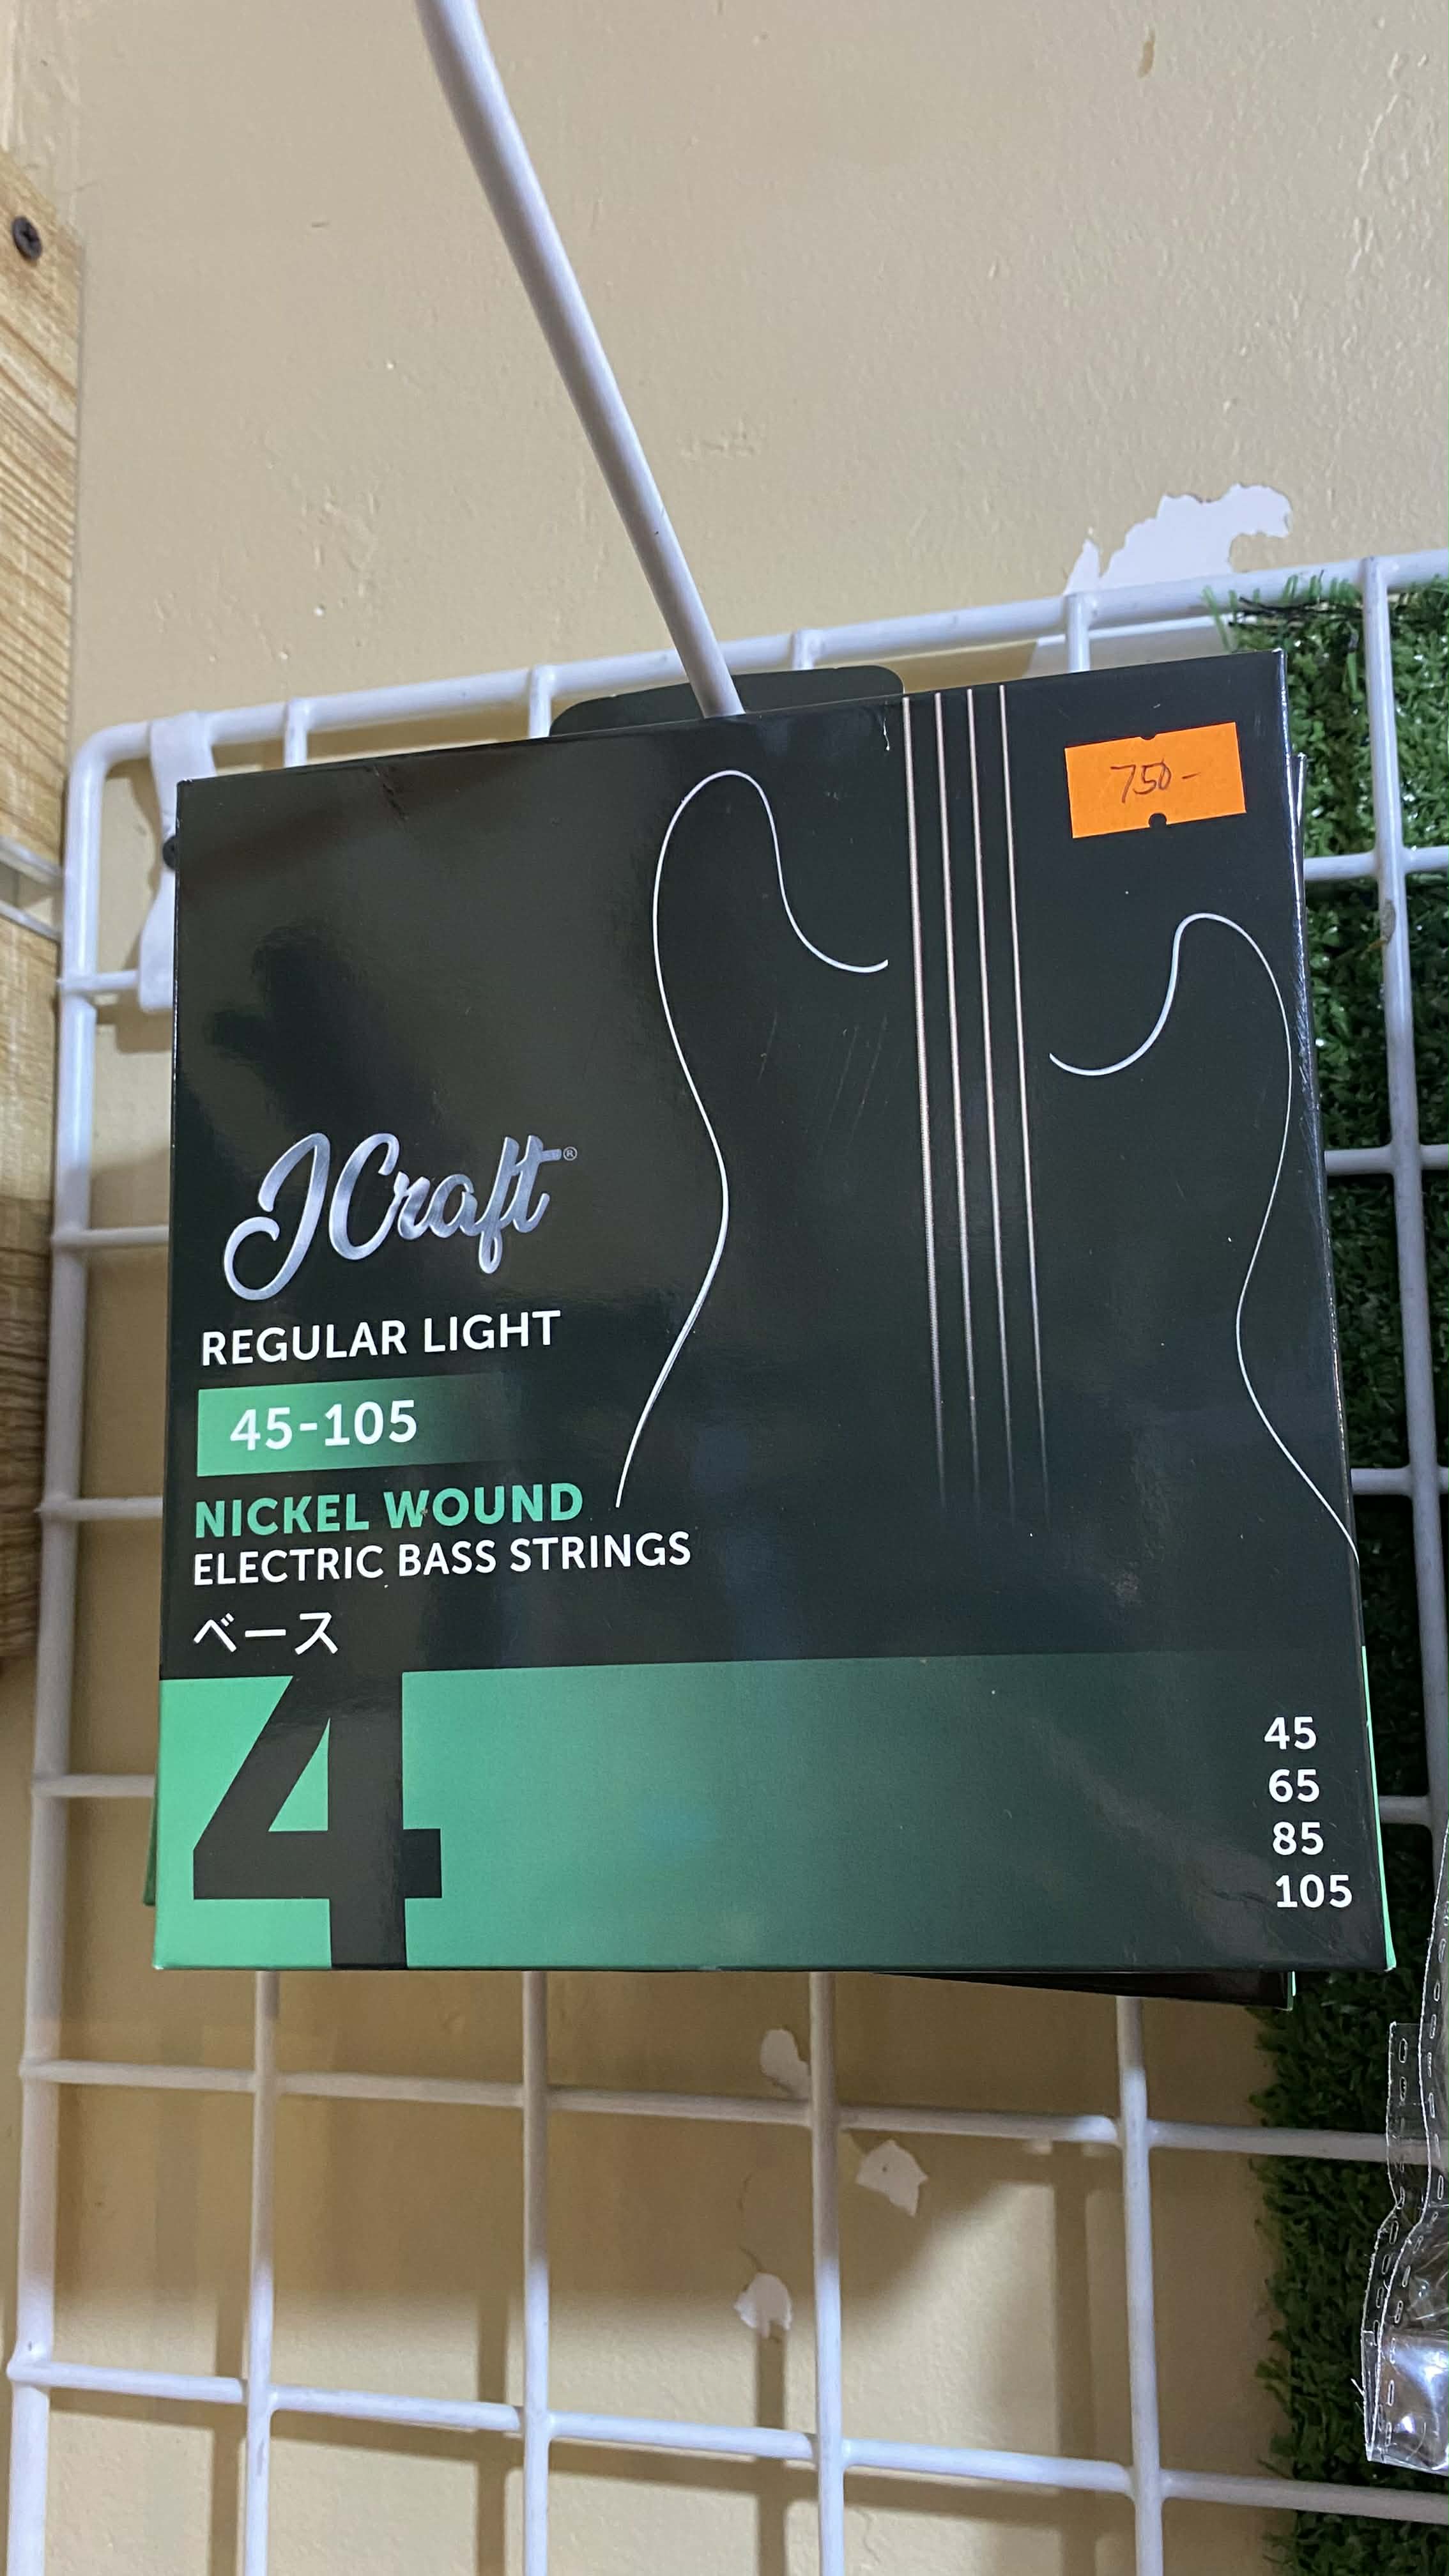 750-
JCraft®
REGULAR LIGHT
45-105
NICKEL WOUND
ELECTRIC BASS STRINGS
ベース
4
45
65
85
105